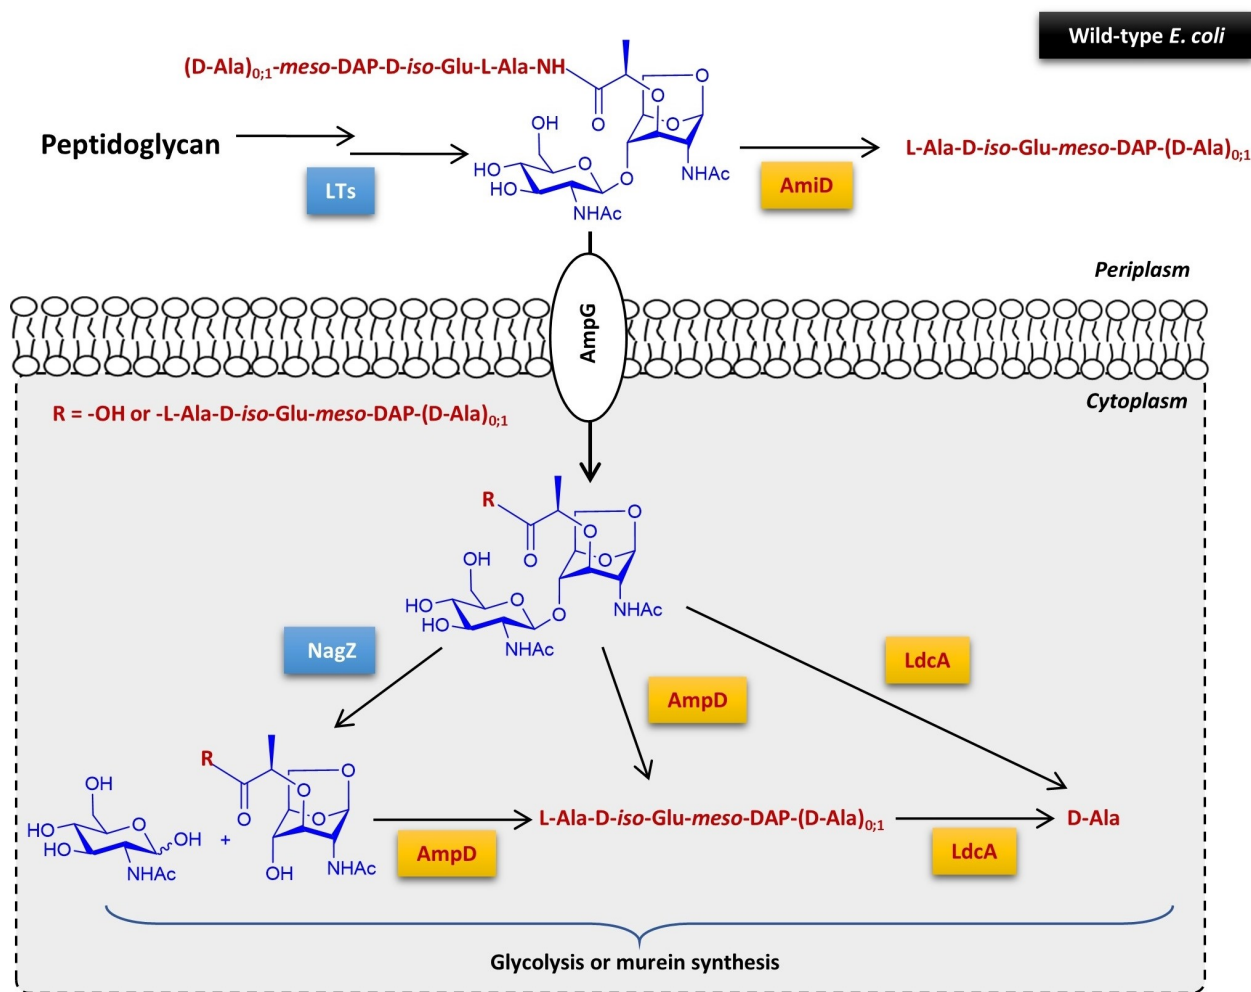 Wild-type E. coli
(D-Ala)0;1-meso-DAP-D-iso-Glu-L-Ala-NH
O
O
O
O
OH
Peptidoglycan
L-Ala-D-iso-Glu-meso-DAP-(D-Ala)0;1
HO
O
O
NHAc
HO
LTs
AmiD
NHAc
Periplasm
AmpG
Cytoplasm
R = -OH or -L-Ala-D-iso-Glu-meso-DAP-(D-Ala)0;1
R
O
O
O
O
OH
HO
O
O
NHAc
HO
NHAc
NagZ
LdcA
AmpD
R
O
OH
O
O
O
HO
O
OH
+
HO
NHAc
OH
NHAc
AmpD
L-Ala-D-iso-Glu-meso-DAP-(D-Ala)0;1
LdcA
D-Ala
Glycolysis or murein synthesis